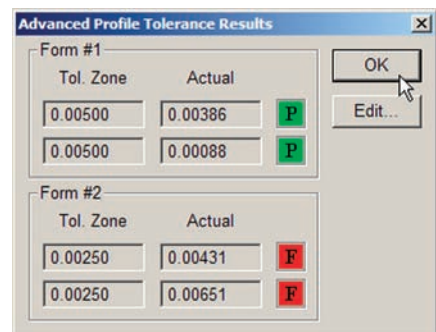 Advanced Profile Tolerance Results
Form #1
Tol. Zone Actual
0.00500 0.00386 P
0.00500 0.00088 P
OK
Edit...
Form #2
Tol. Zone Actual
0.00250 0.00431 F
0.00250 0.00651 F